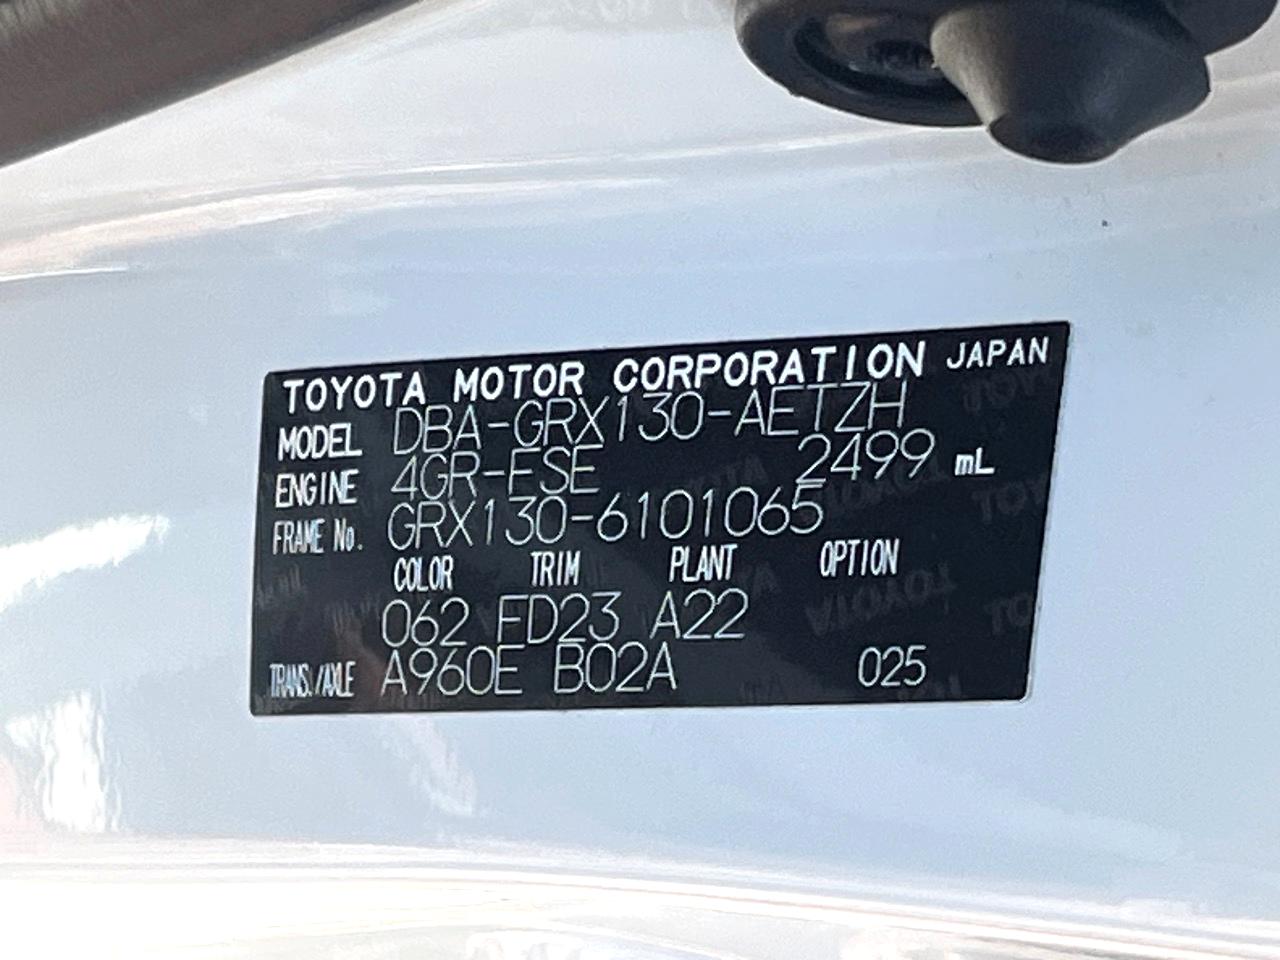 TOYOTA MOTOR CORPORATION JAPAN
MODEL DBA-GRX130-AETZH
ENGINE 4GR-FSE 2499 mL
FRAME No. GRX130-6101065
COLOR TRIM PLANT OPTION
062 FD23 A22
TRANS./AXLE A960E B02A 025